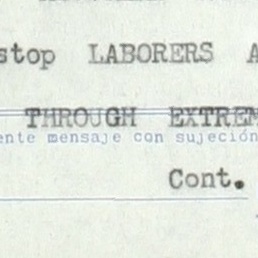 stop LABORERS A
THROUGH EXTREM
ente mensaje con sujeción
Cont.